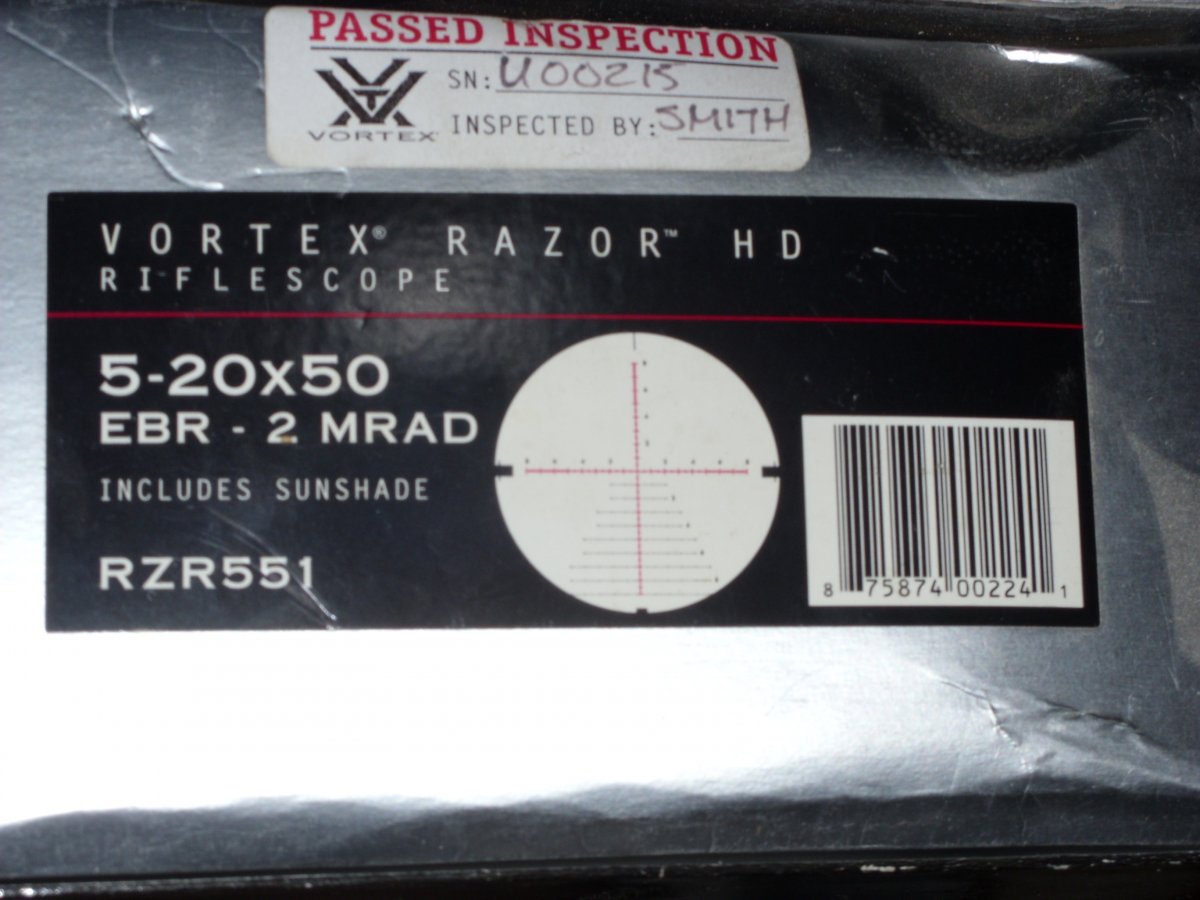 PASSED INSPECTION
SN: U00215
VORTEX
INSPECTED BY: SMITH
VORTEX® RAZOR™ HD
RIFLESCOPE
5-20x50
EBR - 2 MRAD
INCLUDES SUNSHADE
RZR551
8 75874 00224 1